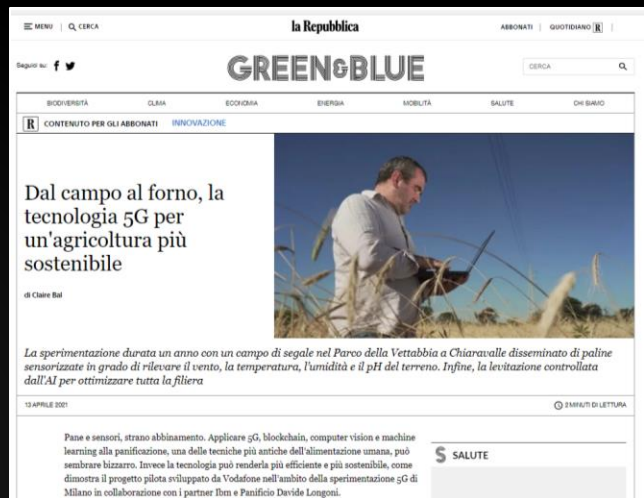 MENU | CERCA
la Repubblica
ABBONATI | QUOTIDIANO R |
Seguici su: f
GREEN&BLUE
CERCA
BIODIVERSITÀ CLIMA ECONOMIA ENERGIA MOBILITÀ SALUTE CHI SIAMO
R CONTENUTO PER GLI ABBONATI INNOVAZIONE
Dal campo al forno, la
tecnologia 5G per
un'agricoltura più
sostenibile
di Claire Bal
La sperimentazione durata un anno con un campo di segale nel Parco della Vettabbia a Chiaravalle disseminato di paline
sensorizzate in grado di rilevare il vento, la temperatura, l'umidità e il pH del terreno. Infine, la levitazione controllata
dall'AI per ottimizzare tutta la filiera
13 APRILE 2021
2 MINUTI DI LETTURA
Pane e sensori, strano abbinamento. Applicare 5G, blockchain, computer vision e machine
learning alla panificazione, una delle tecniche più antiche dell'alimentazione umana, può
sembrare bizzarro. Invece la tecnologia può renderla più efficiente e più sostenibile, come
dimostra il progetto pilota sviluppato da Vodafone nell'ambito della sperimentazione 5G di
Milano in collaborazione con i partner Ibm e Panificio Davide Longoni.
S SALUTE